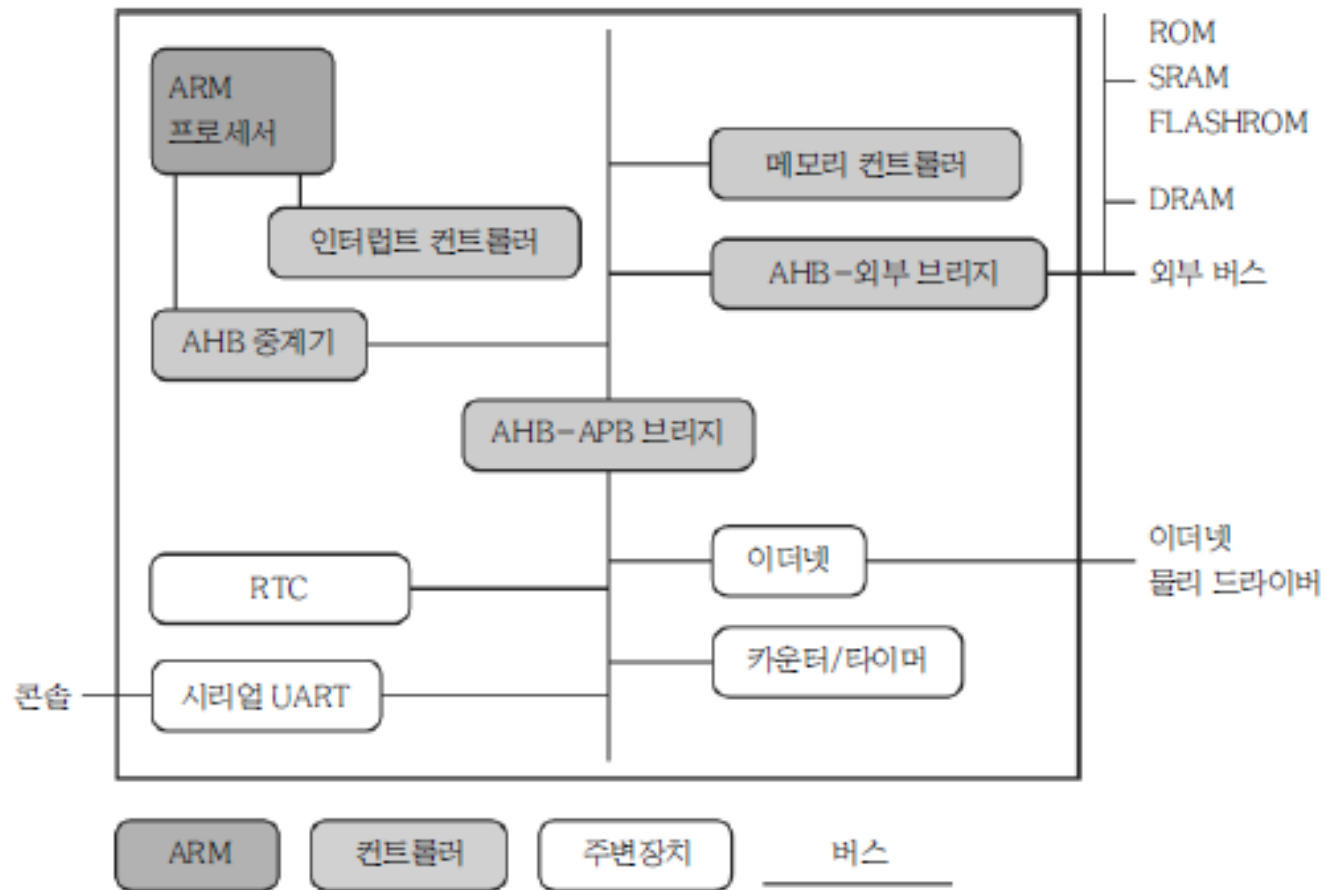 ARM
프로세서
인터럽트 컨트롤러
AHB 중계기
AHB-APB 브리지
메모리 컨트롤러
AHB-외부 브리지
ROM
SRAM
FLASHROM
DRAM
외부 버스
RTC
콘솔
시리얼 UART
이더넷
카운터/타이머
이더넷
물리 드라이버
ARM
컨트롤러
주변장치
버스